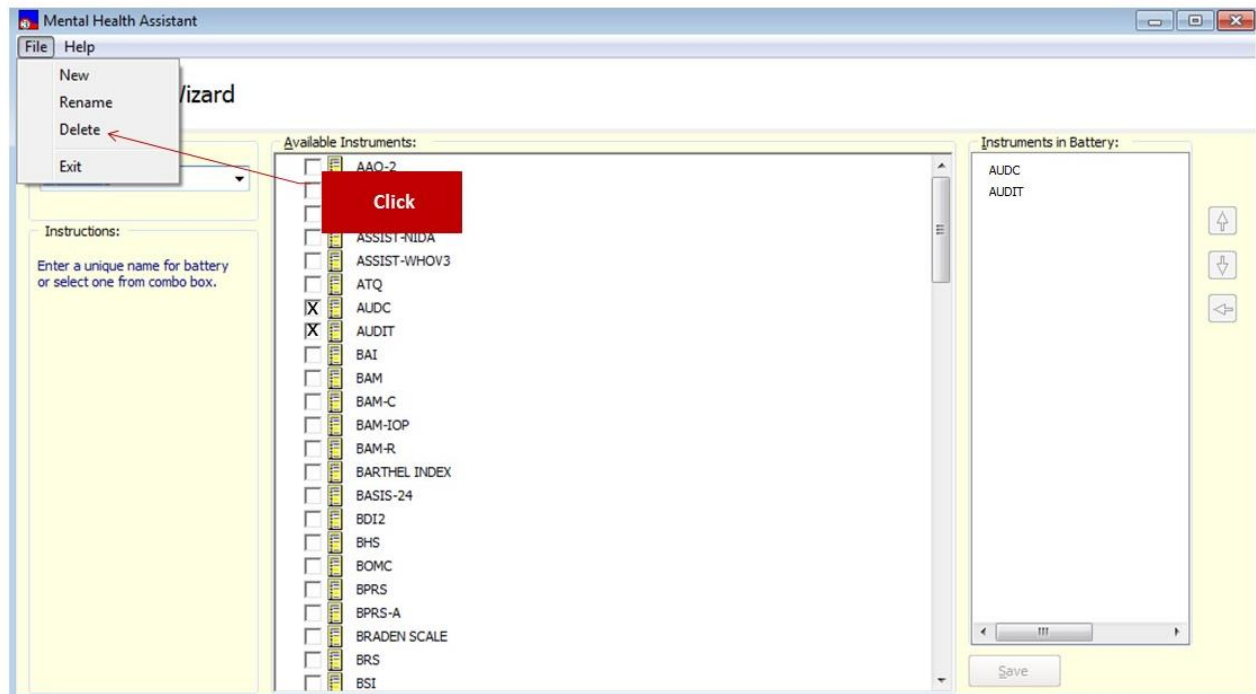 Mental Health Assistant
File Help
New
Rename
Delete
Exit
Wizard
Available Instruments:
AAO-2
Click
ASSIST-NIDA
ASSIST-WHOV3
ATQ
X AUDC
X AUDIT
BAI
BAM
BAM-C
BAM-IOP
BAM-R
BARTHEL INDEX
BASIS-24
BDI2
BHS
BOMC
BPRS
BPRS-A
BRADEN SCALE
BRS
BSI
Instructions:
Enter a unique name for battery
or select one from combo box.
Instruments in Battery:
AUDC
AUDIT
Save